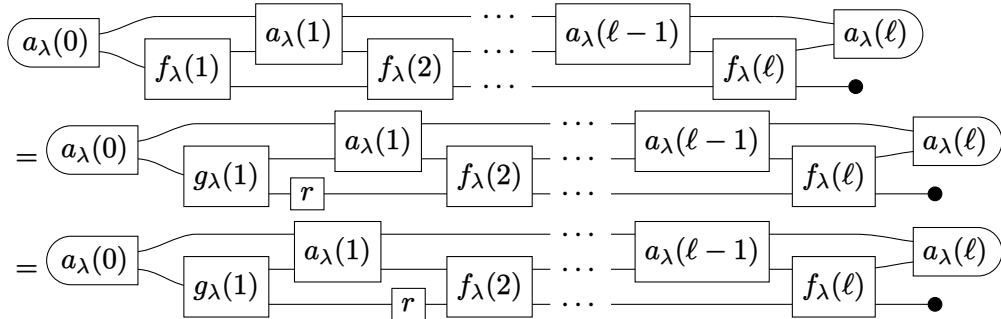 a_λ(0) f_λ(1) a_λ(1) f_λ(2) ··· ··· ··· a_λ(ℓ−1) f_λ(ℓ) a_λ(ℓ)
= a_λ(0) g_λ(1) r a_λ(1) f_λ(2) ··· ··· ··· a_λ(ℓ−1) f_λ(ℓ) a_λ(ℓ)
= a_λ(0) g_λ(1) a_λ(1) r f_λ(2) ··· ··· ··· a_λ(ℓ−1) f_λ(ℓ) a_λ(ℓ)